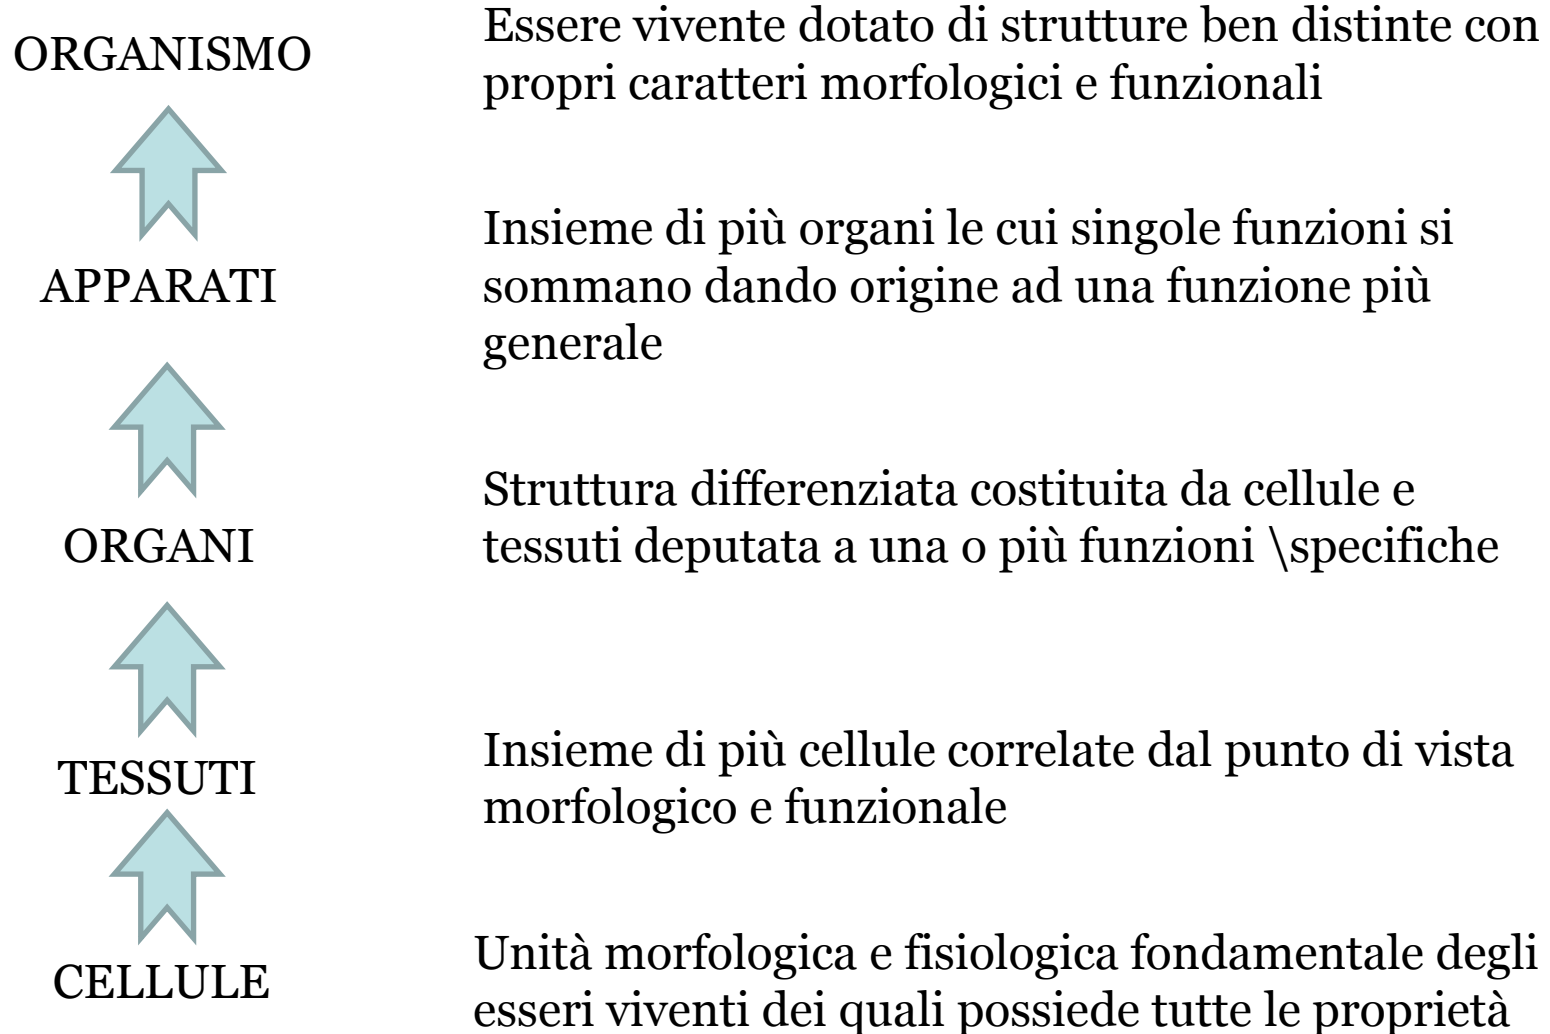 ORGANISMO
Essere vivente dotato di strutture ben distinte con
propri caratteri morfologici e funzionali
APPARATI
Insieme di più organi le cui singole funzioni si
sommano dando origine ad una funzione più
generale
ORGANI
Struttura differenziata costituita da cellule e
tessuti deputata a una o più funzioni \specifiche
TESSUTI
Insieme di più cellule correlate dal punto di vista
morfologico e funzionale
CELLULE
Unità morfologica e fisiologica fondamentale degli
esseri viventi dei quali possiede tutte le proprietà